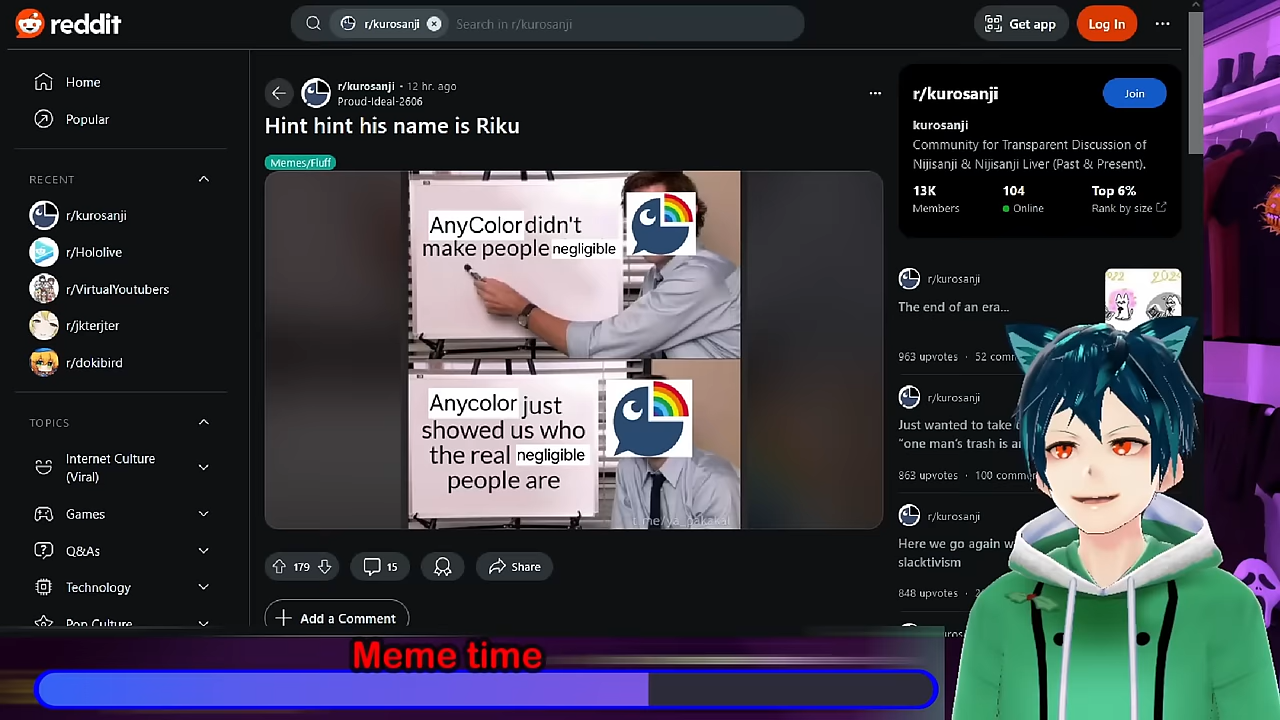 reddit
r/kurosanji
Search in r/kurosanji
Get app
Log In
Home
Popular
RECENT
r/kurosanji
r/Hololive
r/VirtualYoutubers
r/jkterjter
r/dokibird
TOPICS
Internet Culture
(Viral)
Games
Q&As
Technology
Pop Culture
r/kurosanji · 12 hr. ago
Proud-Ideal-2606
Hint hint his name is Riku
Memes/Fluff
AnyColor didn't
make people negligible
Anycolor just
showed us who
the real negligible
people are
179
15
Share
Add a Comment
r/kurosanji
Join
kurosanji
Community for Transparent Discussion of
Nijisanji & Nijisanji Liver (Past & Present).
13K
Members
104
Online
Top 6%
Rank by size
r/kurosanji
The end of an era...
963 upvotes · 52 comm
r/kurosanji
Just wanted to take
"one man's trash is a
863 upvotes · 100 comme
r/kurosanji
Here we go again w
slacktivism
848 upvotes
Meme time